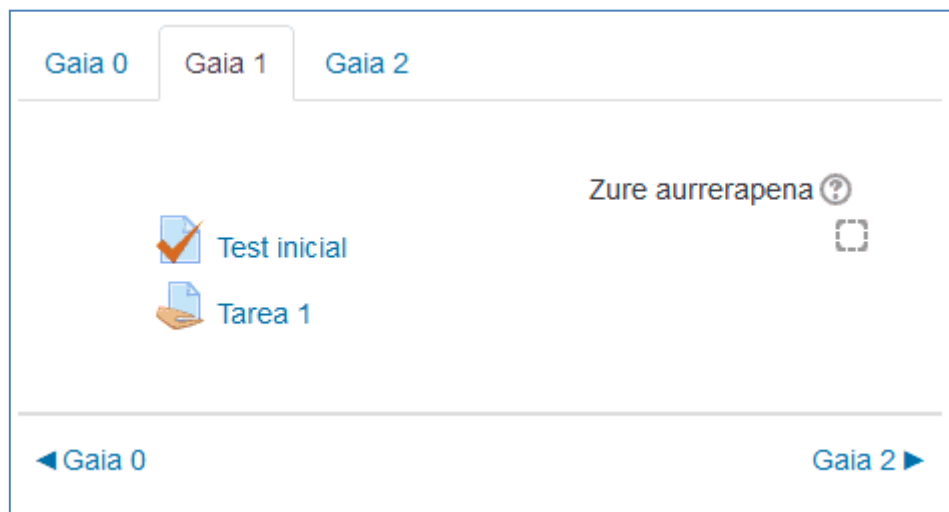 Gaia 0 Gaia 1 Gaia 2
Zure aurrerapena
Test inicial
Tarea 1
◄ Gaia 0 Gaia 2 ►